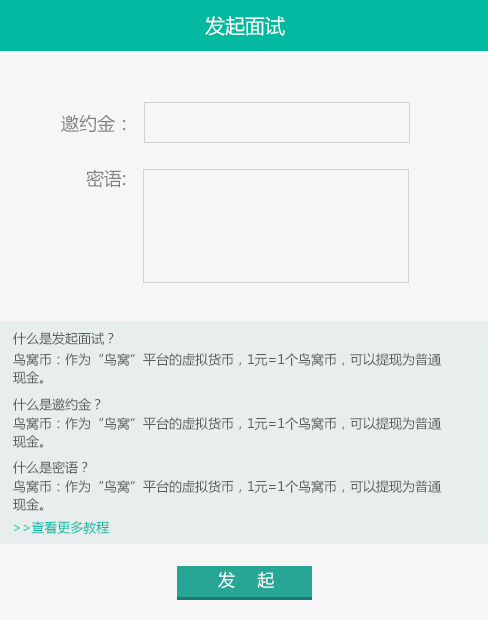 发起面试
邀约金：
密语:
什么是发起面试？
鸟窝币：作为“鸟窝”平台的虚拟货币，1元=1个鸟窝币，可以提现为普通
现金。
什么是邀约金？
鸟窝币：作为“鸟窝”平台的虚拟货币，1元=1个鸟窝币，可以提现为普通
现金。
什么是密语？
鸟窝币：作为“鸟窝”平台的虚拟货币，1元=1个鸟窝币，可以提现为普通
现金。
>>查看更多教程
发 起